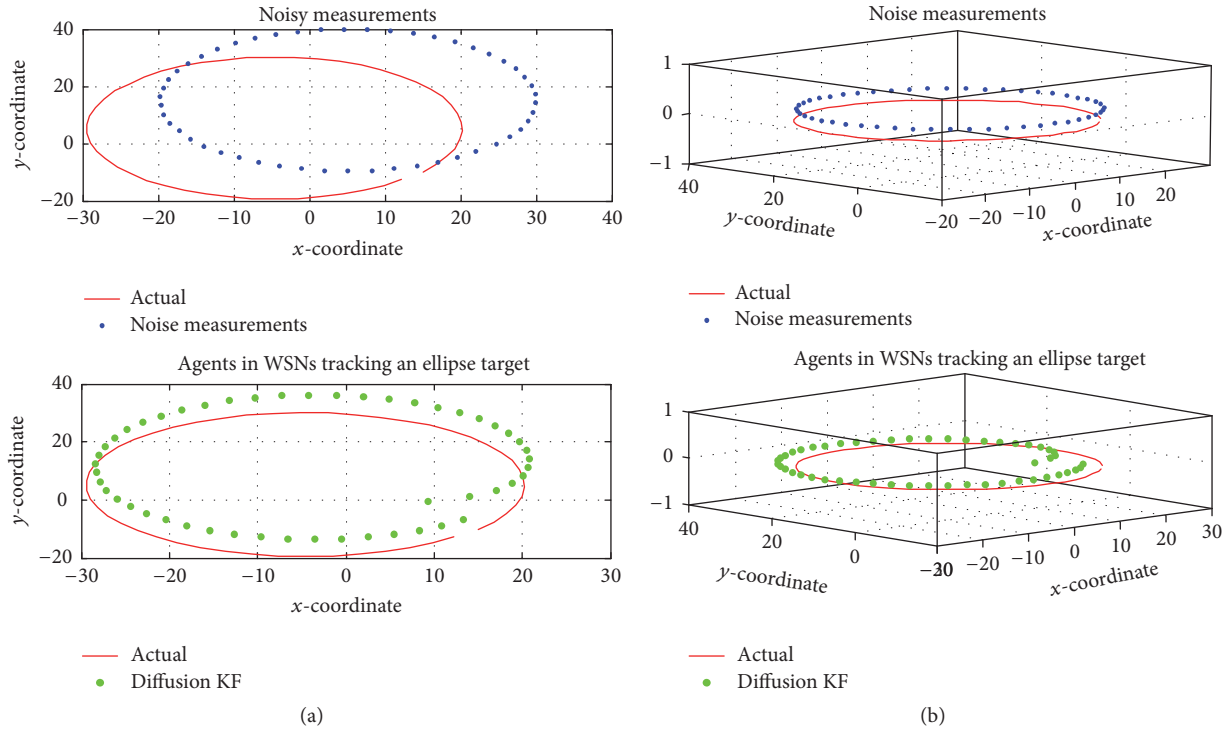 Noisy measurements
40
20
0
−20
y-coordinate
−30 −20 −10 0 10 20 30 40
x-coordinate
Actual
Noise measurements
Agents in WSNs tracking an ellipse target
40
20
0
−20
y-coordinate
−30 −20 −10 0 10 20 30
x-coordinate
Actual
Diffusion KF
(a)
Noise measurements
1
0
−1
40 20 0 −20
y-coordinate
−20 −10 0 10 20
x-coordinate
Actual
Noise measurements
Agents in WSNs tracking an ellipse target
1
0
−1
40 20 0
y-coordinate
−20 −10 0 10 20 30
x-coordinate
Actual
Diffusion KF
(b)